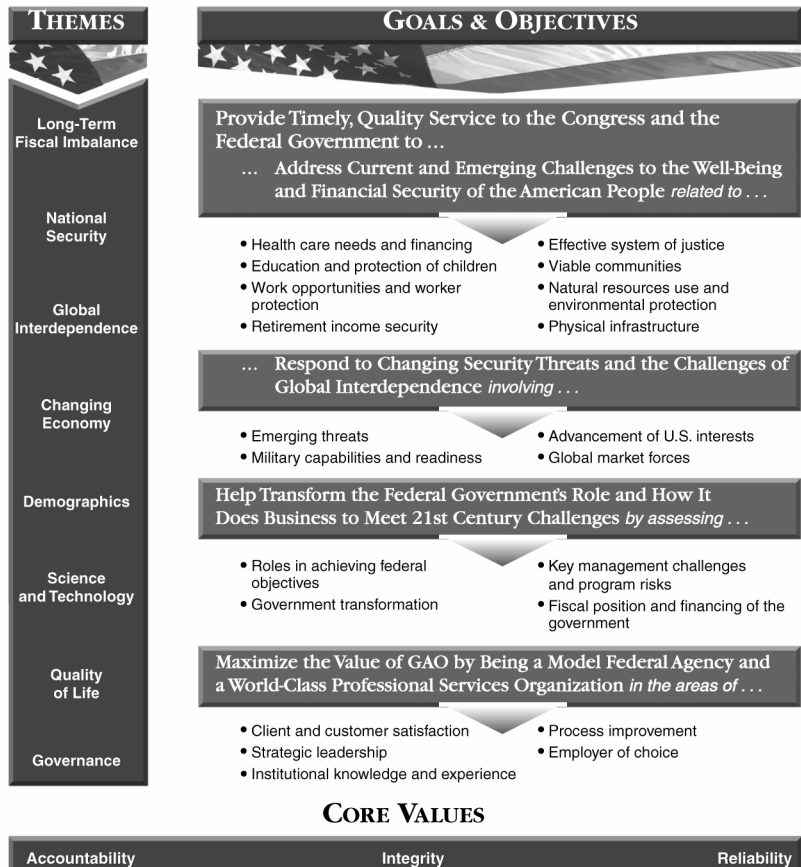 THEMES
Long-Term
Fiscal Imbalance
National
Security
Global
Interdependence
Changing
Economy
Demographics
Science
and Technology
Quality
of Life
Governance
GOALS & OBJECTIVES
Provide Timely, Quality Service to the Congress and the
Federal Government to ...
... Address Current and Emerging Challenges to the Well-Being
and Financial Security of the American People related to . . .
• Health care needs and financing
• Education and protection of children
• Work opportunities and worker
protection
• Retirement income security
• Effective system of justice
• Viable communities
• Natural resources use and
environmental protection
• Physical infrastructure
... Respond to Changing Security Threats and the Challenges of
Global Interdependence involving . . .
• Emerging threats
• Military capabilities and readiness
• Advancement of U.S. interests
• Global market forces
Help Transform the Federal Government's Role and How It
Does Business to Meet 21st Century Challenges by assessing . . .
• Roles in achieving federal
objectives
• Government transformation
• Key management challenges
and program risks
• Fiscal position and financing of the
government
Maximize the Value of GAO by Being a Model Federal Agency and
a World-Class Professional Services Organization in the areas of . . .
• Client and customer satisfaction
• Strategic leadership
• Institutional knowledge and experience
• Process improvement
• Employer of choice
CORE VALUES
Accountability Integrity Reliability